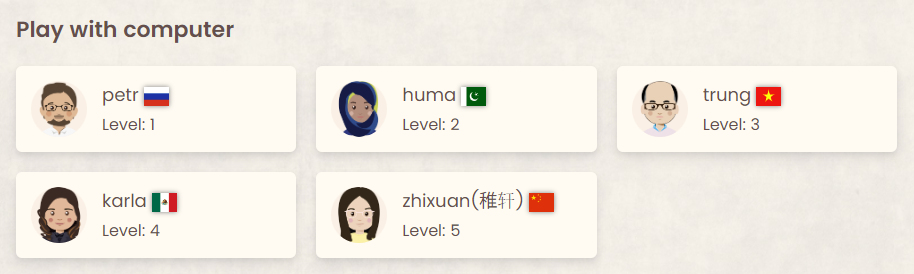 Play with computer
petr
Level: 1
huma
Level: 2
trung
Level: 3
karla
Level: 4
zhixuan(稚轩)
Level: 5